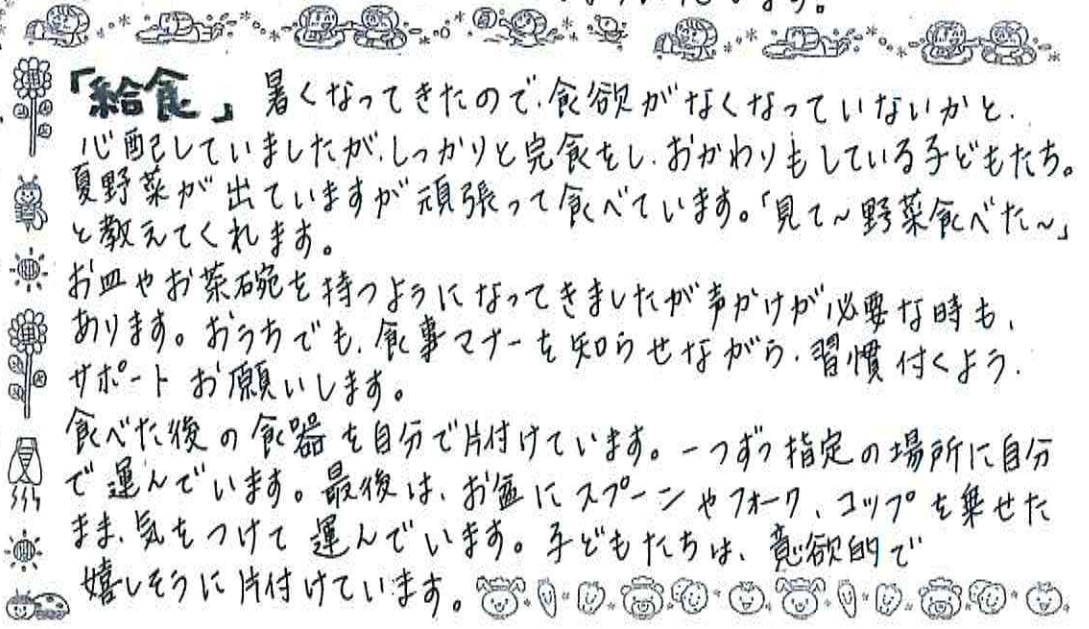 います。
「給食」 暑くなってきたので、食欲がなくなっていないかと、
心配していましたが、しっかりと完食をし、おかわりもしている子どもたち。
夏野菜が出ていますが頑張って食べています。「見て~野菜食べた~」
と教えてくれます。
お皿やお茶碗を持つようになってきましたが声かけが必要な時も、
あります。おうちでも、食事マナーを知らせながら、習慣付くよう、
サポートお願いします。
食べた後の食器を自分で片付けています。一つずつ指定の場所に自分
で運んでいます。最後は、お盆にスプーンやフォーク、コップを乗せた
まま、気をつけて運んでいます。子どもたちは、意欲的で
嬉しそうに片付けています。